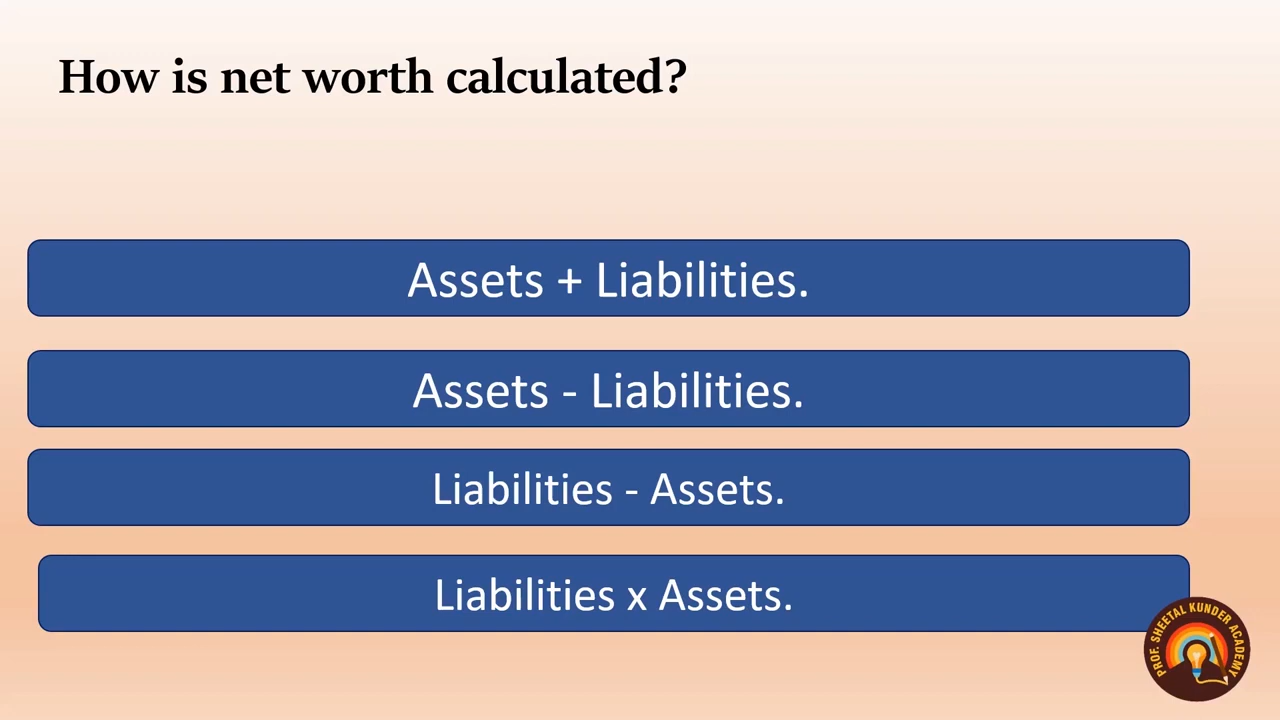 How is net worth calculated?
Assets + Liabilities.
Assets - Liabilities.
Liabilities - Assets.
Liabilities x Assets.
PROF. SHEETAL KUNDER ACADEMY